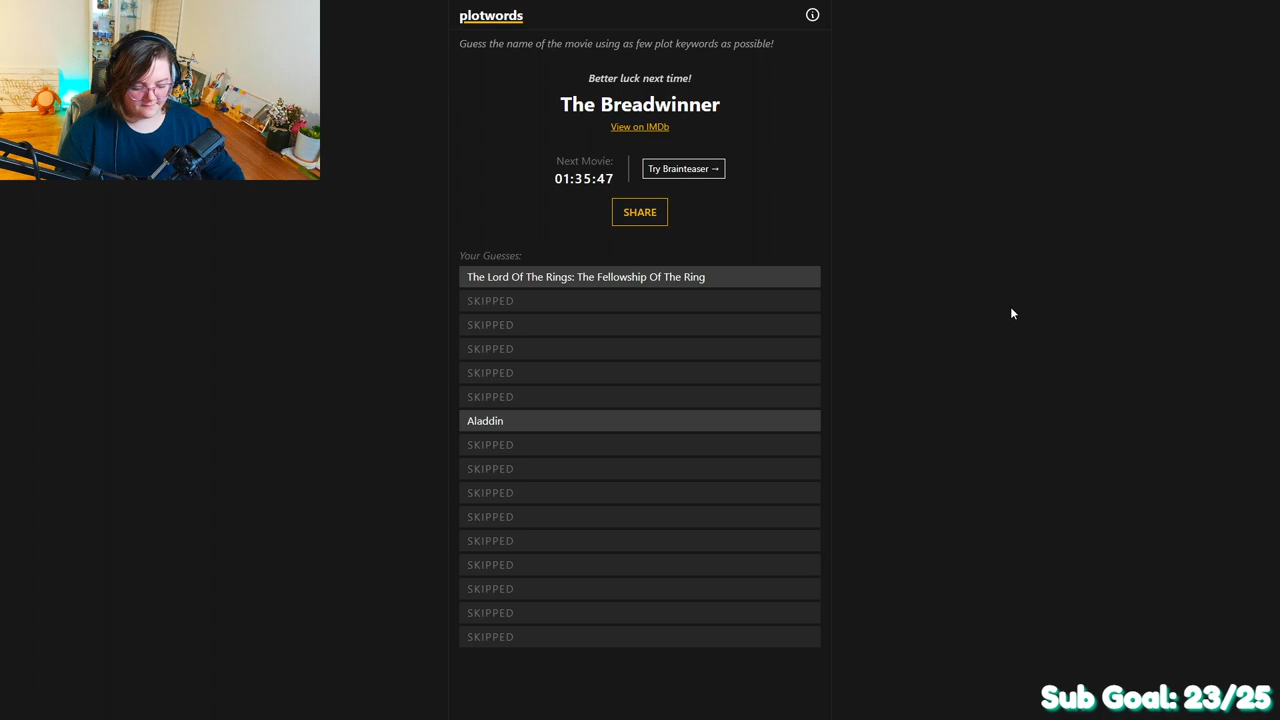 plotwords
Guess the name of the movie using as few plot keywords as possible!
Better luck next time!
The Breadwinner
View on IMDb
Next Movie:
01:35:47
Try Brainteaser →
SHARE
Your Guesses:
The Lord Of The Rings: The Fellowship Of The Ring
SKIPPED
SKIPPED
SKIPPED
SKIPPED
SKIPPED
Aladdin
SKIPPED
SKIPPED
SKIPPED
SKIPPED
SKIPPED
SKIPPED
SKIPPED
SKIPPED
SKIPPED
Sub Goal: 23/25